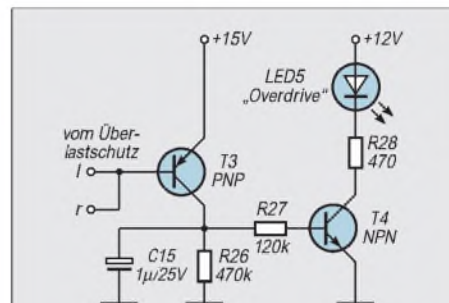 +15V
+12V
LED5
„Overdrive“
vom Über-
lastschutz
l
r
T3
PNP
R28
470
R27
120k
T4
NPN
C15
1µ/25V
R26
470k